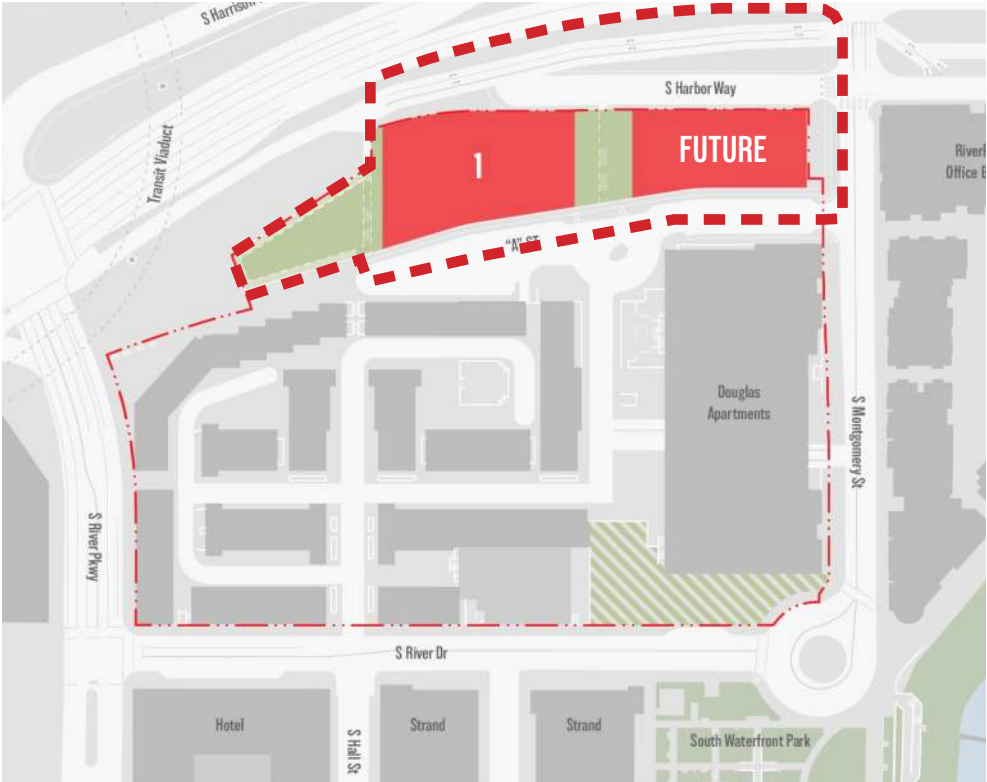 S Harrison
S Harbor Way
Transit Viaduct
1
FUTURE
Office B
"A" ST
Douglas
Apartments
S Montgomery St
S River Pkwy
S River Dr
Hotel
S Hall St
Strand
Strand
South Waterfront Park